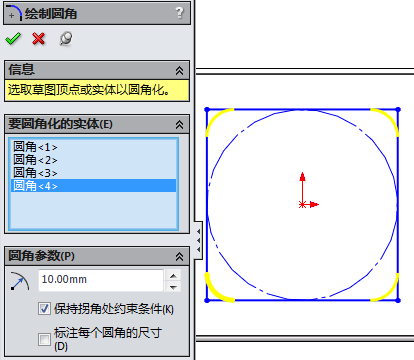 绘制圆角
?
信息
选取草图顶点或实体以圆角化。
要圆角化的实体(E)
圆角<1>
圆角<2>
圆角<3>
圆角<4>
圆角参数(P)
10.00mm
保持拐角处约束条件(K)
标注每个圆角的尺寸
(D)